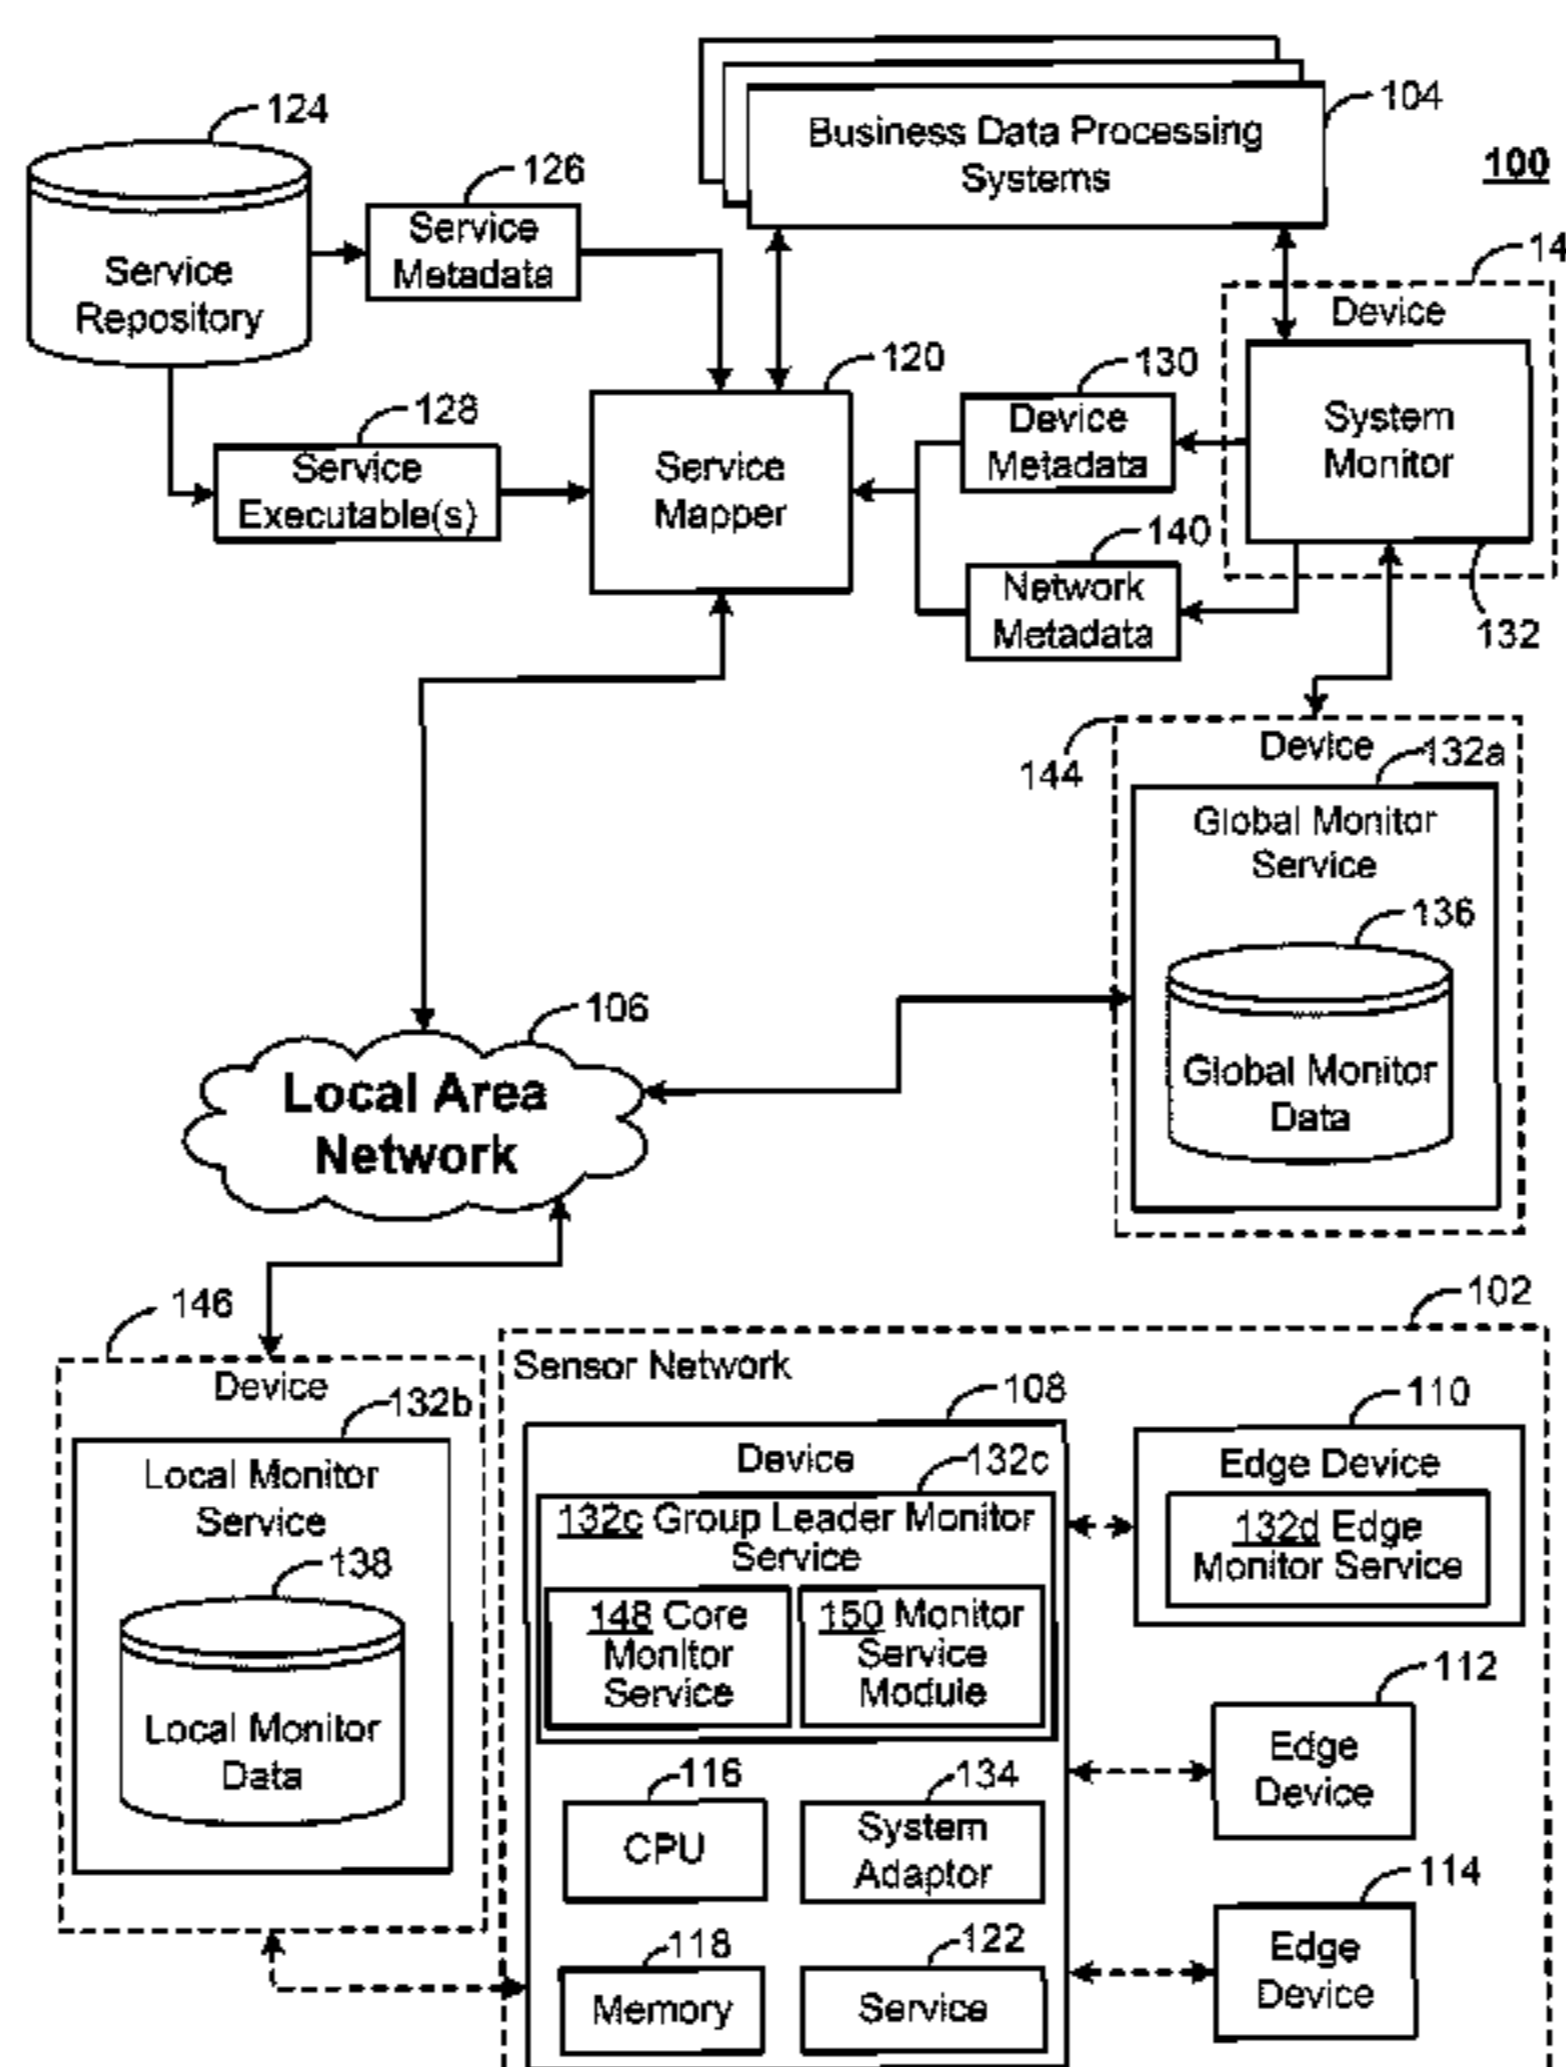 124
Service
Repository
126
Service
Metadata
128
Service
Executable(s)
Business Data Processing
Systems
104
100
120
Service
Mapper
130
Device
Metadata
140
Network
Metadata
14
Device
System
Monitor
132
144
Device
132a
Global Monitor
Service
136
Global Monitor
Data
106
Local Area
Network
146
Device
132b
Local Monitor
Service
138
Local Monitor
Data
102
Sensor Network
108
Device
132c
132c Group Leader Monitor
Service
148 Core
Monitor
Service
150 Monitor
Service
Module
116
CPU
134
System
Adaptor
118
Memory
122
Service
110
Edge Device
132d Edge
Monitor Service
112
Edge
Device
114
Edge
Device